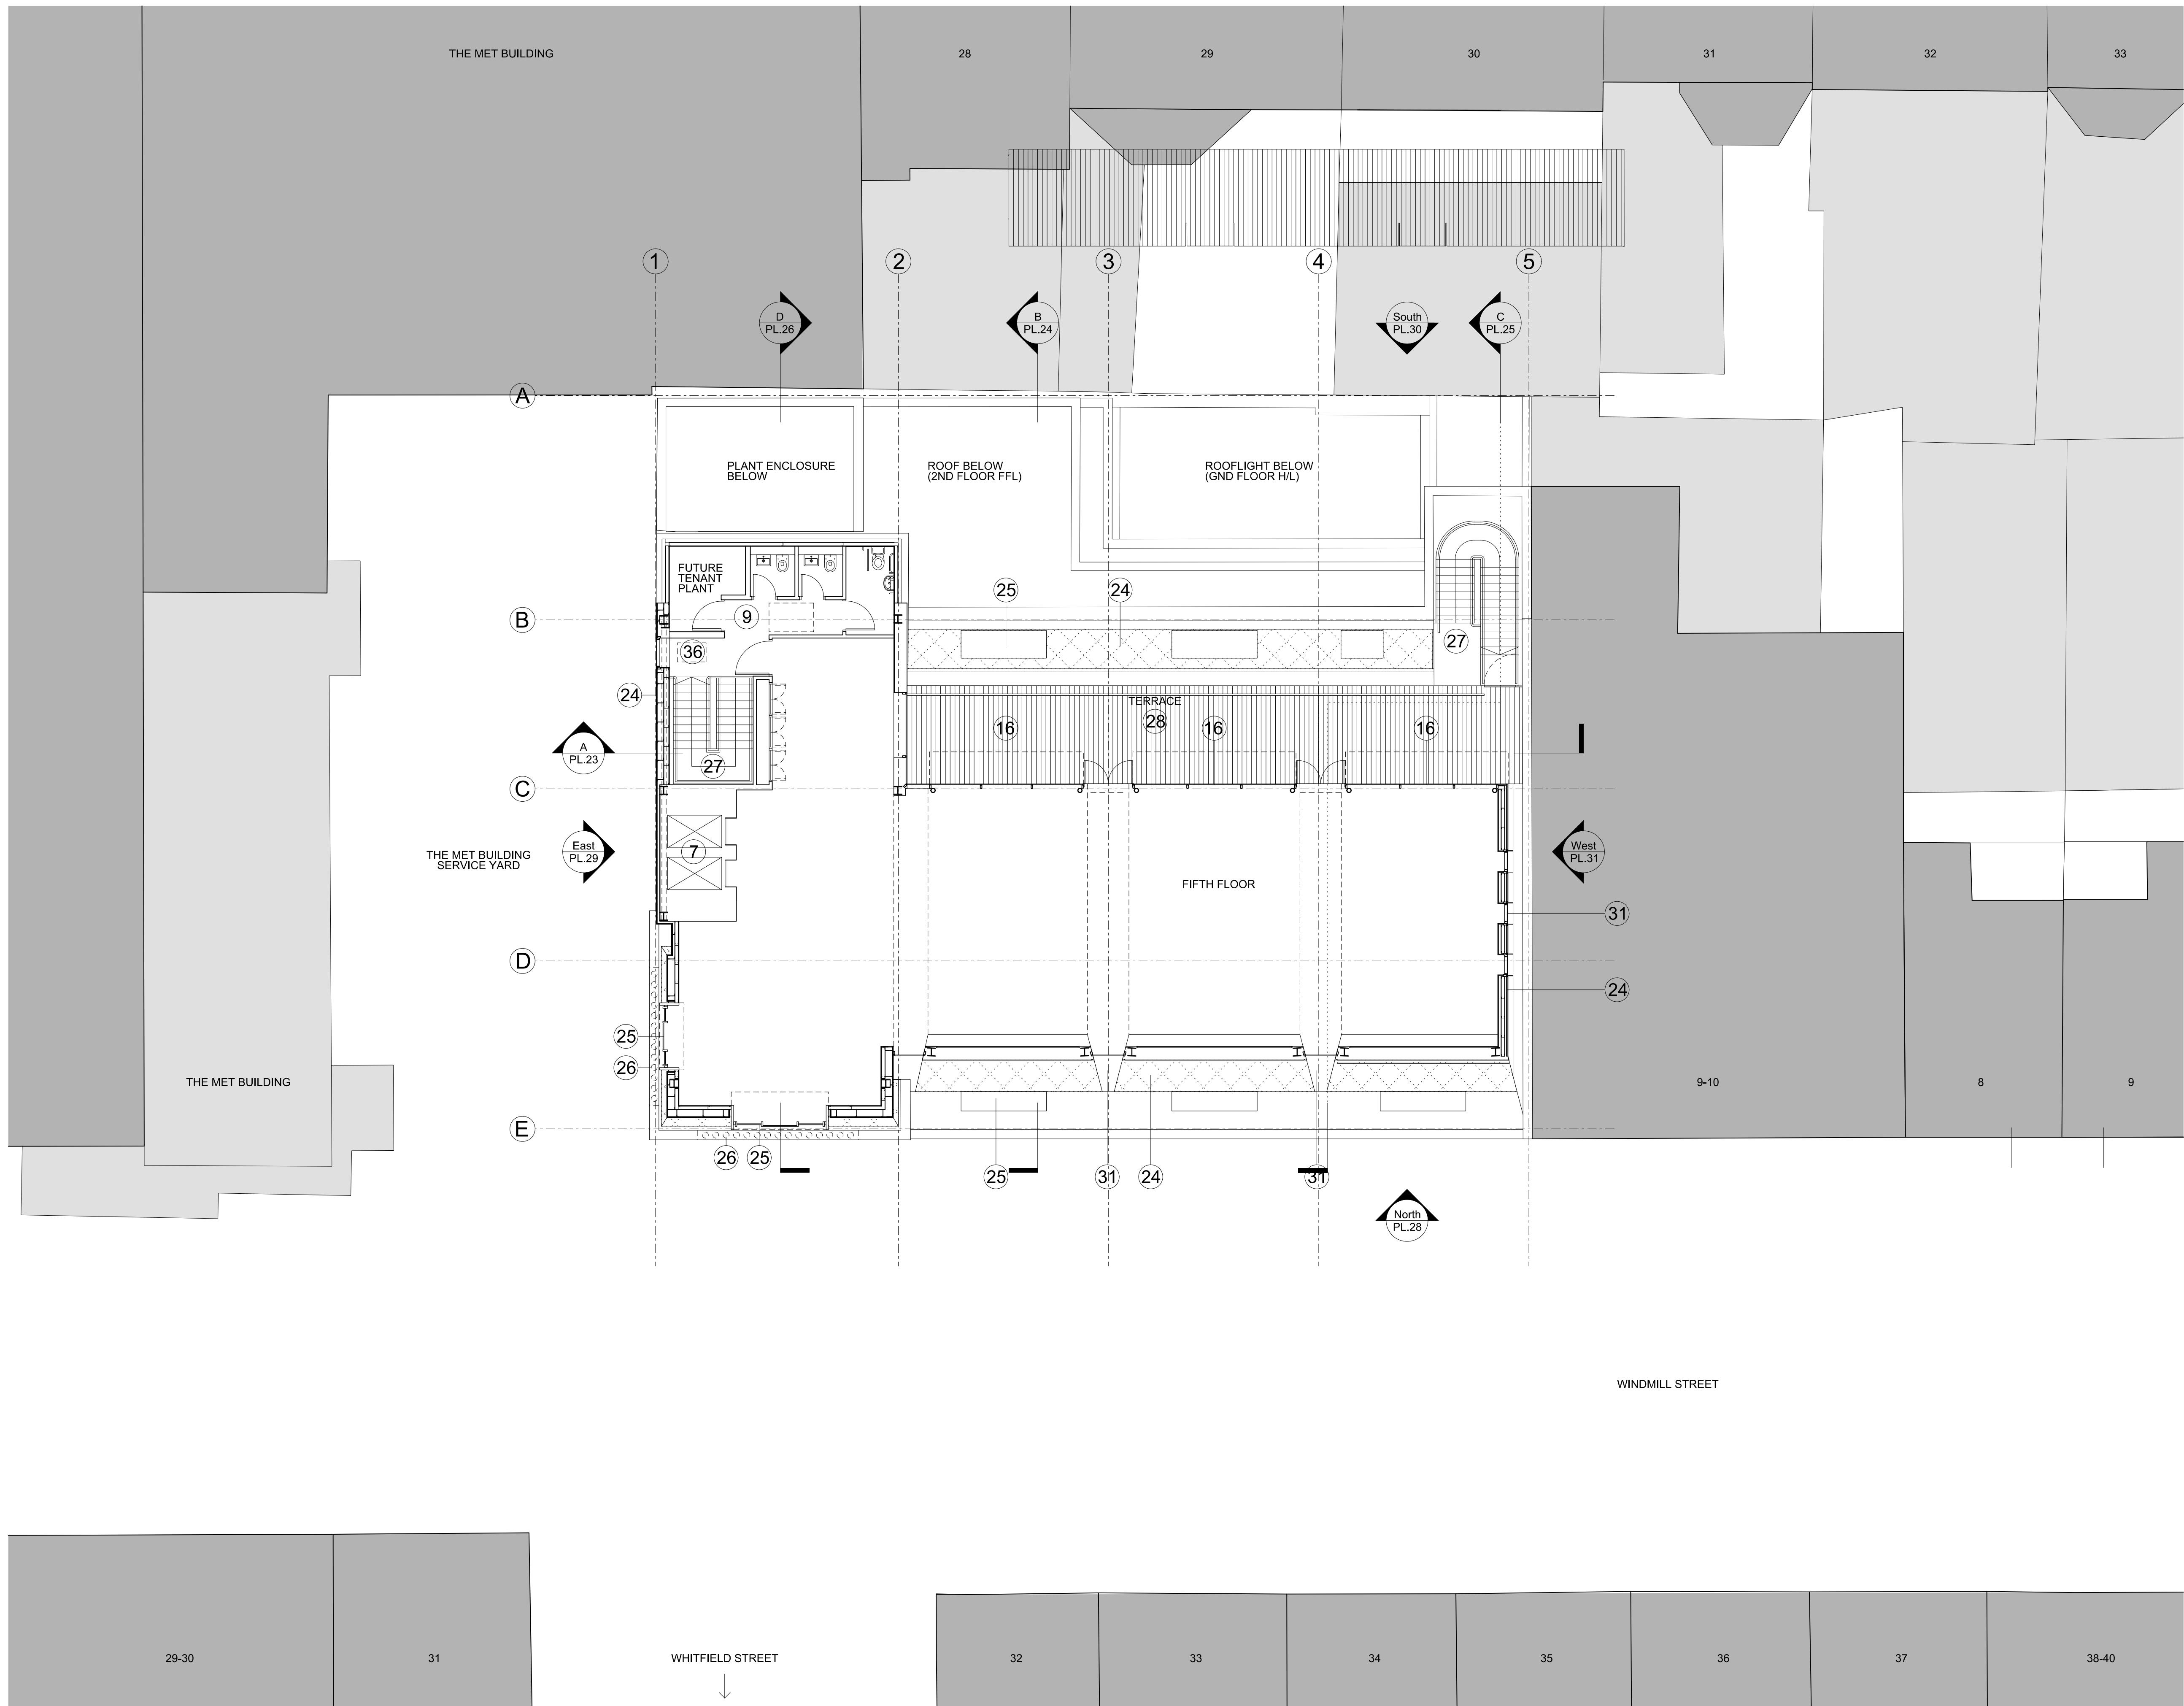 THE MET BUILDING
28
29
30
31
32
33
1
2
3
4
5
D
PL.26
B
PL.24
South
PL.30
C
PL.25
A
PLANT ENCLOSURE
BELOW
ROOF BELOW
(2ND FLOOR FFL)
ROOFLIGHT BELOW
(GND FLOOR H/L)
FUTURE
TENANT
PLANT
25
24
B
9
27
36
24
TERRACE
28
16
16
16
A
PL.23
27
C
THE MET BUILDING
SERVICE YARD
East
PL.29
7
West
PL.31
FIFTH FLOOR
31
D
24
25
26
THE MET BUILDING
9-10
8
9
E
26
25
25
31
24
31
North
PL.28
WINDMILL STREET
29-30
31
WHITFIELD STREET
32
33
34
35
36
37
38-40